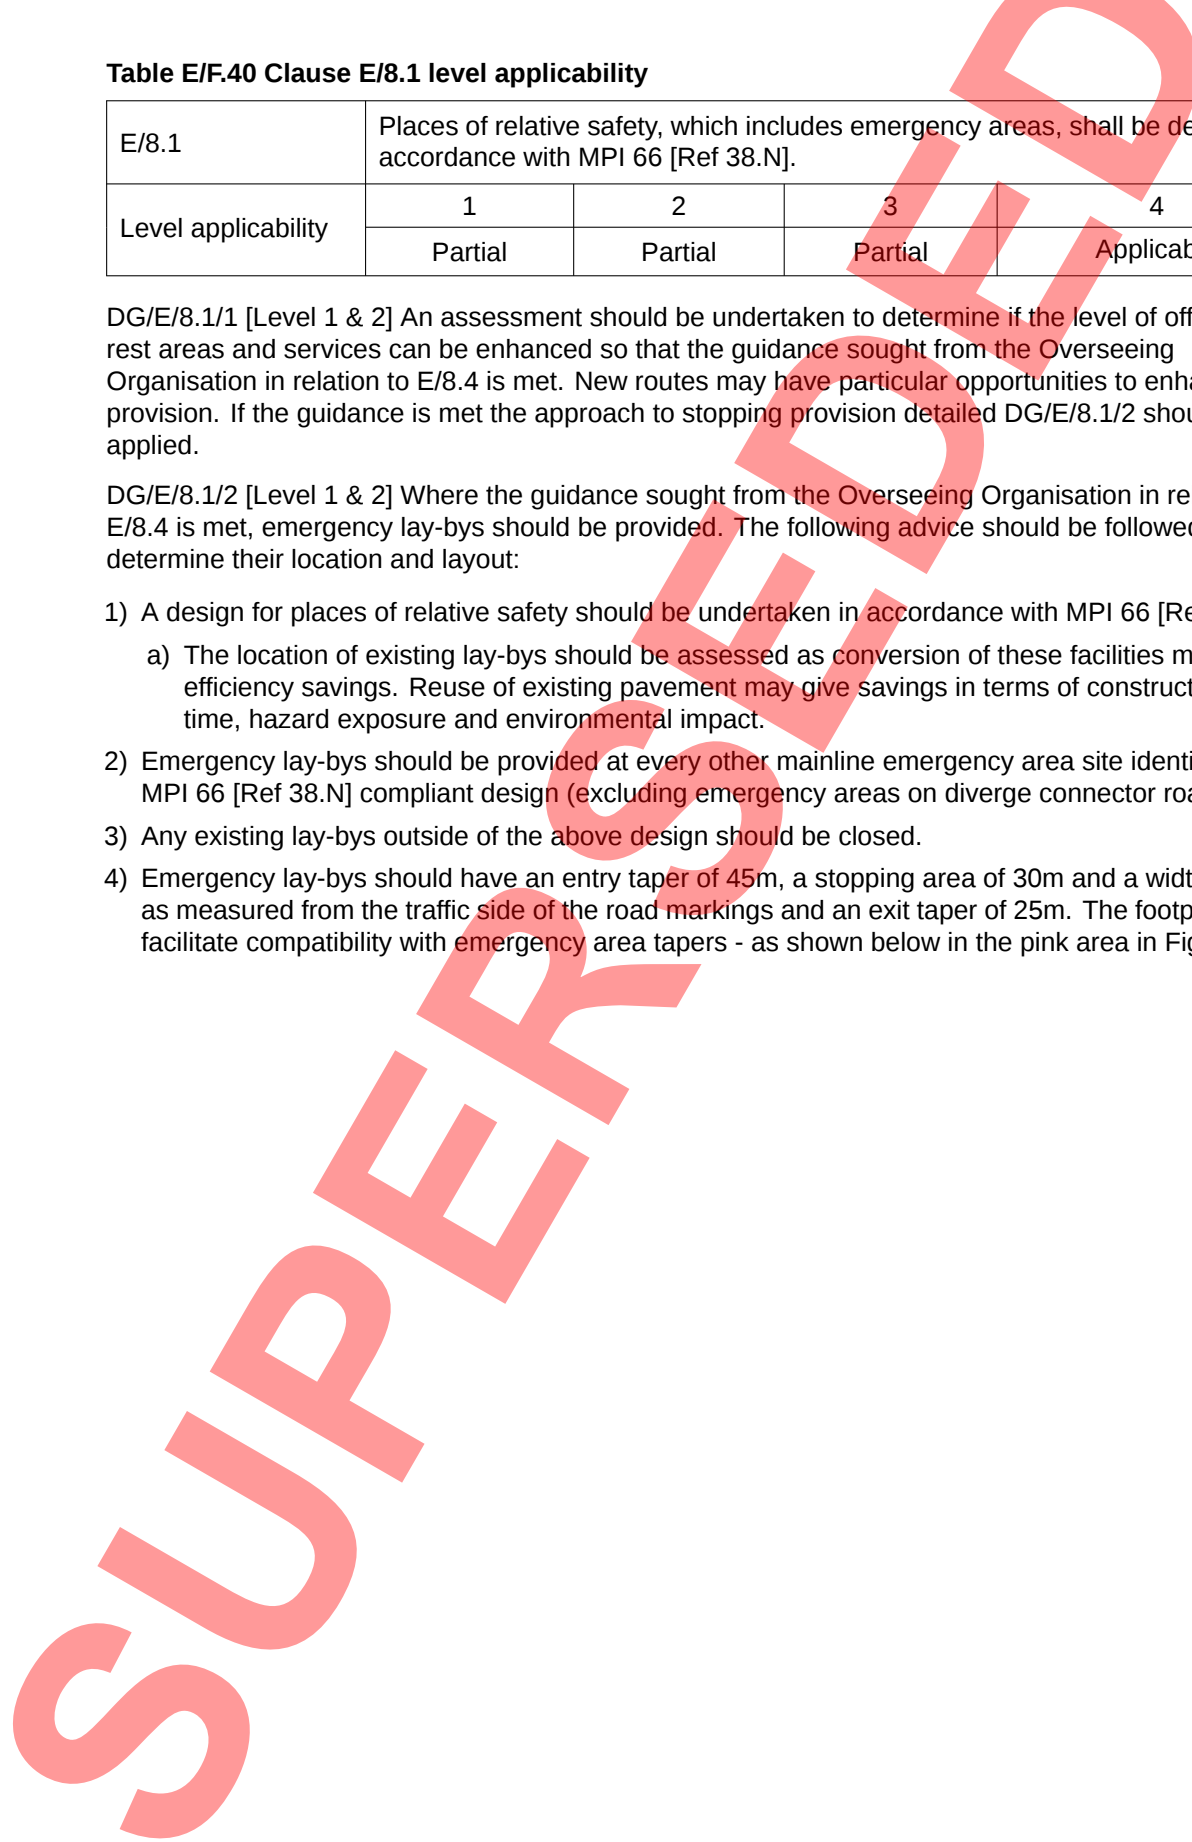 Table E/F.40 Clause E/8.1 level applicability
E/8.1
Places of relative safety, which includes emergency areas, shall be de
accordance with MPI 66 [Ref 38.N].
Level applicability
1 2 3 4
Partial Partial Partial Applicab
DG/E/8.1/1 [Level 1 & 2] An assessment should be undertaken to determine if the level of off
rest areas and services can be enhanced so that the guidance sought from the Overseeing
Organisation in relation to E/8.4 is met. New routes may have particular opportunities to enha
provision. If the guidance is met the approach to stopping provision detailed DG/E/8.1/2 shou
applied.
DG/E/8.1/2 [Level 1 & 2] Where the guidance sought from the Overseeing Organisation in re
E/8.4 is met, emergency lay-bys should be provided. The following advice should be followed
determine their location and layout:
1) A design for places of relative safety should be undertaken in accordance with MPI 66 [Re
a) The location of existing lay-bys should be assessed as conversion of these facilities m
efficiency savings. Reuse of existing pavement may give savings in terms of construct
time, hazard exposure and environmental impact.
2) Emergency lay-bys should be provided at every other mainline emergency area site identi
MPI 66 [Ref 38.N] compliant design (excluding emergency areas on diverge connector roa
3) Any existing lay-bys outside of the above design should be closed.
4) Emergency lay-bys should have an entry taper of 45m, a stopping area of 30m and a widt
as measured from the traffic side of the road markings and an exit taper of 25m. The footp
facilitate compatibility with emergency area tapers - as shown below in the pink area in Fig
SUPERSEDED